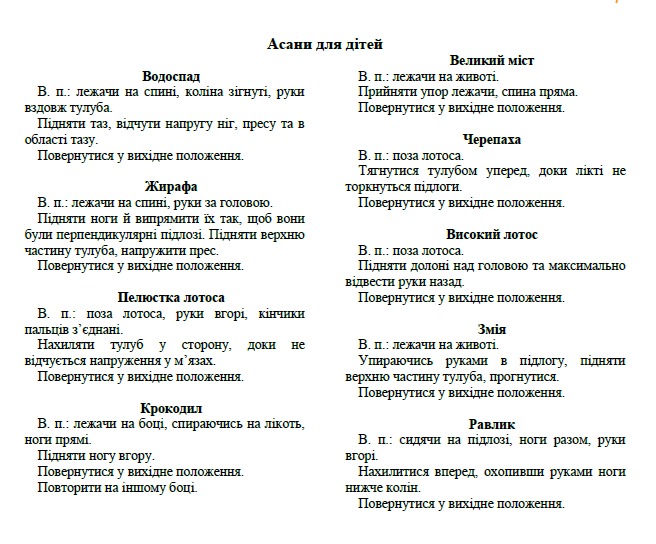 Асани для дітей
Водоспад
В. п.: лежачи на спині, коліна зігнуті, руки
вздовж тулуба.
Підняти таз, відчути напругу ніг, пресу та в
області тазу.
Повернутися у вихідне положення.
Жирафа
В. п.: лежачи на спині, руки за головою.
Підняти ноги й випрямити їх так, щоб вони
були перпендикулярні підлозі. Підняти верхню
частину тулуба, напружити прес.
Повернутися у вихідне положення.
Пелюстка лотоса
В. п.: поза лотоса, руки вгорі, кінчики
пальців з’єднані.
Нахиляти тулуб у сторону, доки не
відчується напруження у м’язах.
Повернутися у вихідне положення.
Крокодил
В. п.: лежачи на боці, спираючись на лікоть,
ноги прямі.
Підняти ногу вгору.
Повернутися у вихідне положення.
Повторити на іншому боці.
Великий міст
В. п.: лежачи на животі.
Прийняти упор лежачи, спина пряма.
Повернутися у вихідне положення.
Черепаха
В. п.: поза лотоса.
Тягнутися тулубом уперед, доки лікті не
торкнуться підлоги.
Повернутися у вихідне положення.
Високий лотос
В. п.: поза лотоса.
Підняти долоні над головою та максимально
відвести руки назад.
Повернутися у вихідне положення.
Змія
В. п.: лежачи на животі.
Упираючись руками в підлогу, підняти
верхню частину тулуба, прогнутися.
Повернутися у вихідне положення.
Равлик
В. п.: сидячи на підлозі, ноги разом, руки
вгорі.
Нахилитися вперед, охопивши руками ноги
нижче колін.
Повернутися у вихідне положення.